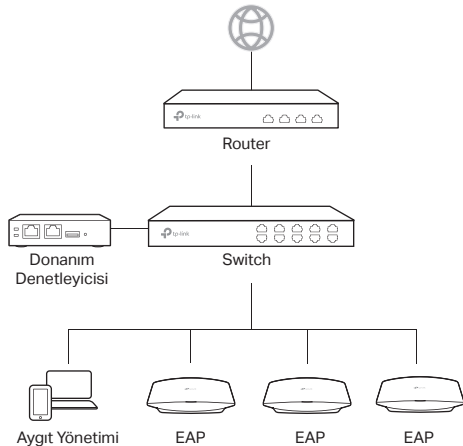 tp-link
Router
tp-link
Donanım
Denetleyicisi
Switch
Aygıt Yönetimi
EAP
EAP
EAP